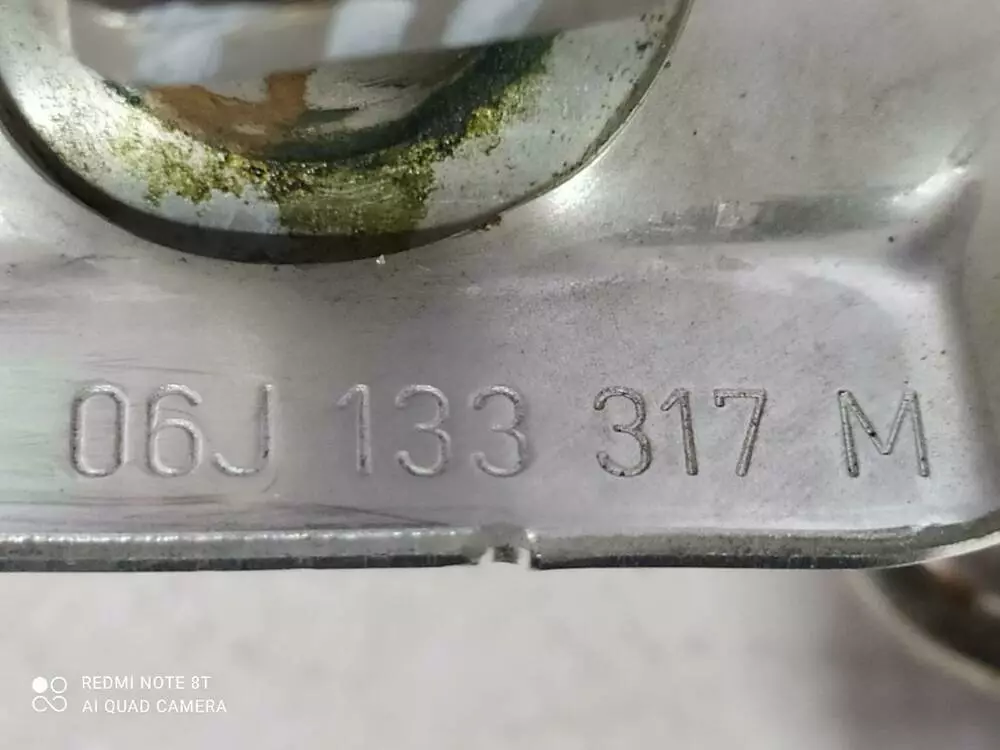 06J 133 317 M
REDMI NOTE 8T
AI QUAD CAMERA